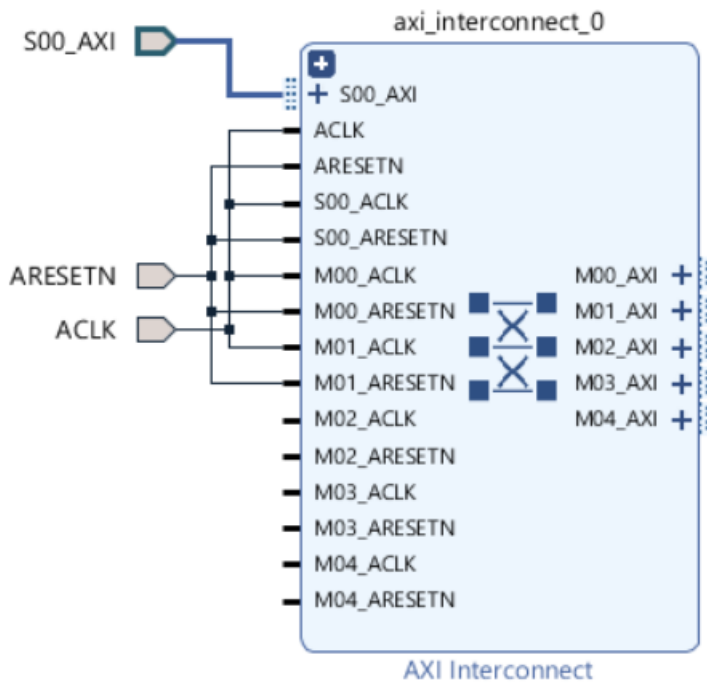 axi_interconnect_0
S00_AXI
S00_AXI
ACLK
ARESETN
S00_ACLK
S00_ARESETN
ARESETN
M00_ACLK
M00_AXI
M00_ARESETN
M01_AXI
ACLK
M01_ACLK
M02_AXI
M01_ARESETN
M03_AXI
M02_ACLK
M04_AXI
M02_ARESETN
M03_ACLK
M03_ARESETN
M04_ACLK
M04_ARESETN
AXI Interconnect